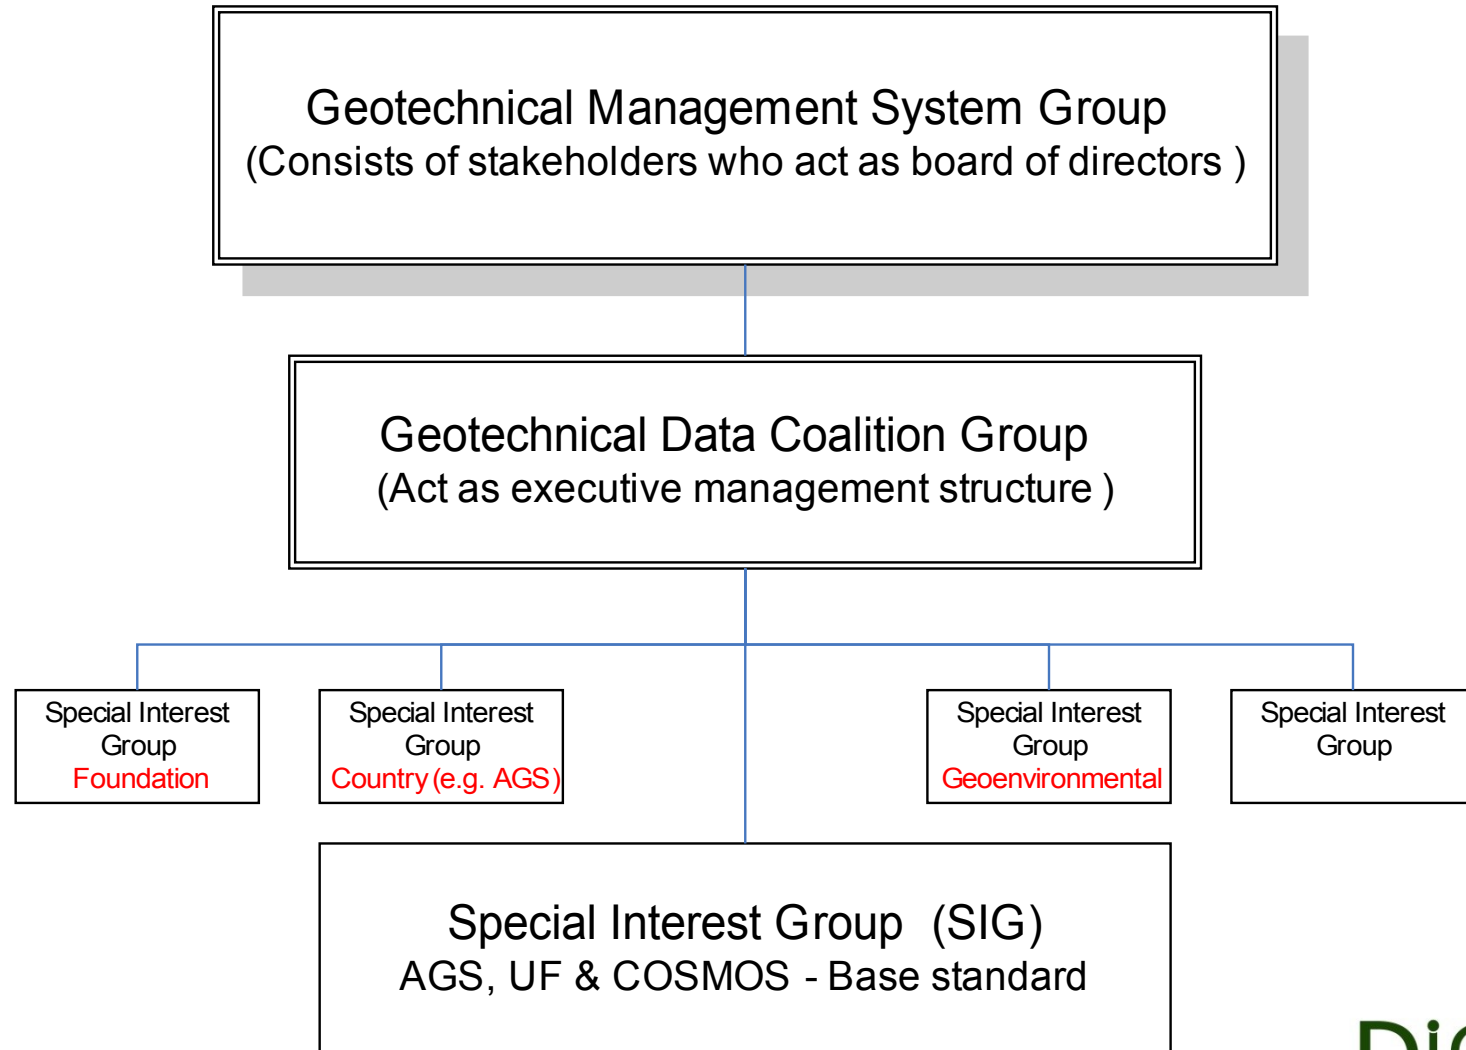 Geotechnical Management System Group
(Consists of stakeholders who act as board of directors )
Geotechnical Data Coalition Group
(Act as executive management structure )
Special Interest
Group
Foundation
Special Interest
Group
Country (e.g. AGS)
Special Interest
Group
Geoenvironmental
Special Interest
Group
Special Interest Group (SIG)
AGS, UF & COSMOS - Base standard